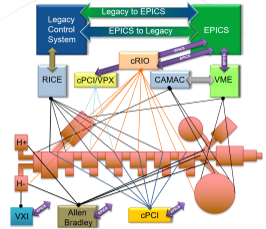 Legacy
Control
System
Legacy to EPICS
EPICS to Legacy
EPICS
cRIO
RICE
cPCI/VPX
CAMAC
VME
H+
H-
VXI
Allen
Bradley
cPCI